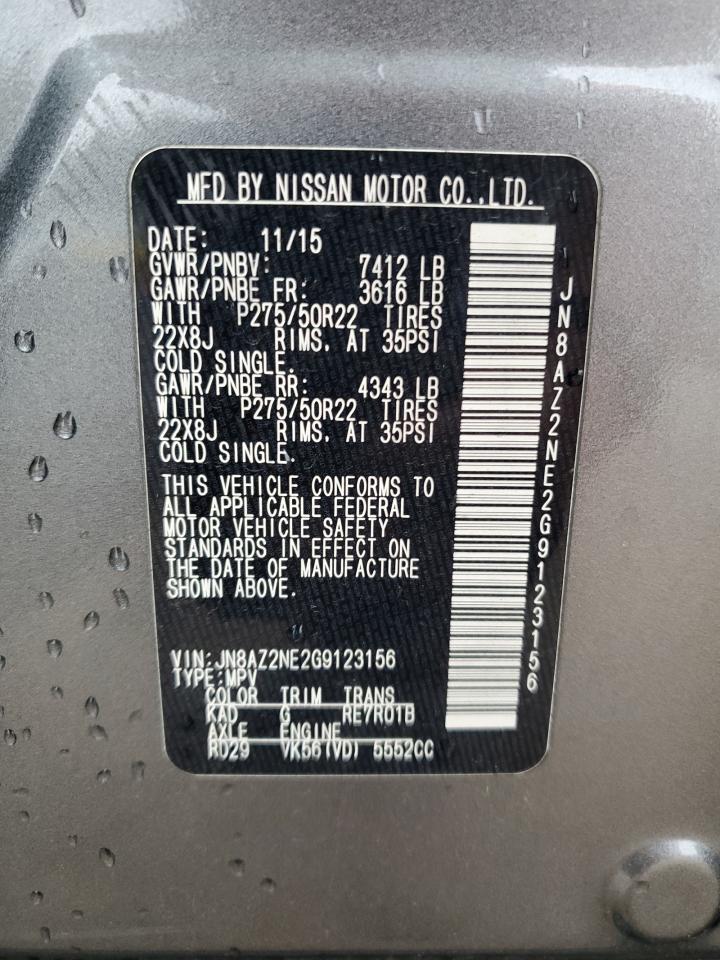 MFD BY NISSAN MOTOR CO.,LTD.
DATE: 11/15
GVWR/PNBV: 7412 LB
GAWR/PNBE FR: 3616 LB
WITH P275/50R22 TIRES
22X8J RIMS, AT 35PSI
COLD SINGLE.
GAWR/PNBE RR: 4343 LB
WITH P275/50R22 TIRES
22X8J RIMS, AT 35PSI
COLD SINGLE.
THIS VEHICLE CONFORMS TO
ALL APPLICABLE FEDERAL
MOTOR VEHICLE SAFETY
STANDARDS IN EFFECT ON
THE DATE OF MANUFACTURE
SHOWN ABOVE.
VIN:JN8AZ2NE2G9123156
TYPE:MPV
COLOR TRIM TRANS
KAD G RE7R01B
AXLE ENGINE
RD29 VK56(VD) 5552CC
JN8AZ2NE2G9123156